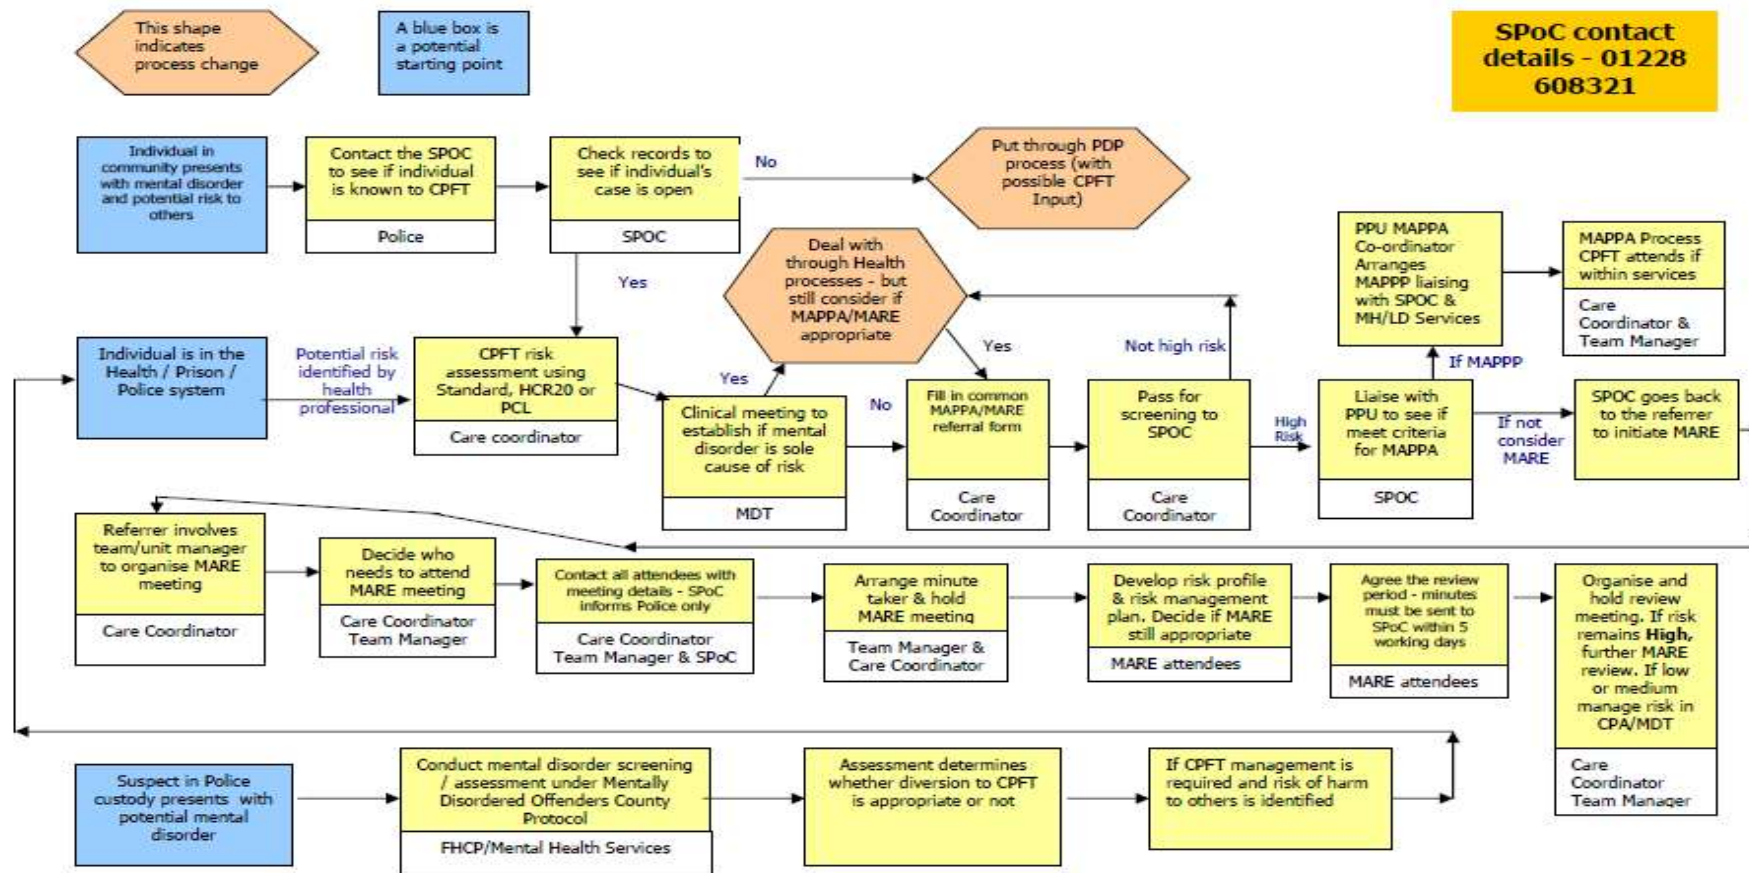 This shape
indicates
process change
A blue box is
a potential
starting point
SPoC contact
details - 01228
608321
Individual in
community presents
with mental disorder
and potential risk to
others
Contact the SPOC
to see if individual
is known to CPFT
Police
Check records to
see if individual's
case is open
SPOC
No
Put through PDP
process (with
possible CPFT
Input)
Yes
Deal with
through Health
processes - but
still consider if
MAPPA/MARE
appropriate
PPU MAPPA
Co-ordinator
Arranges
MAPPP liaising
with SPOC &
MH/LD Services
MAPPA Process
CPFT attends if
within services
Care
Coordinator &
Team Manager
Individual is in the
Health / Prison /
Police system
Potential risk
identified by
health
professional
CPFT risk
assessment using
Standard, HCR20 or
PCL
Care coordinator
Yes
Clinical meeting to
establish if mental
disorder is sole
cause of risk
MDT
No
Yes
Fill in common
MAPPA/MARE
referral form
Care
Coordinator
Not high risk
Pass for
screening to
SPOC
Care
Coordinator
High
Risk
If MAPPP
Liaise with
PPU to see if
meet criteria
for MAPPA
SPOC
If not
consider
MARE
SPOC goes back
to the referrer
to initiate MARE
Referrer involves
team/unit manager
to organise MARE
meeting
Care Coordinator
Decide who
needs to attend
MARE meeting
Care Coordinator
Team Manager
Contact all attendees with
meeting details - SPoC
informs Police only
Care Coordinator
Team Manager & SPoC
Arrange minute
taker & hold
MARE meeting
Team Manager &
Care Coordinator
Develop risk profile
& risk management
plan. Decide if MARE
still appropriate
MARE attendees
Agree the review
period - minutes
must be sent to
SPoC within 5
working days
MARE attendees
Organise and
hold review
meeting. If risk
remains High,
further MARE
review. If low
or medium
manage risk in
CPA/MDT
Care
Coordinator
Team Manager
Suspect in Police
custody presents with
potential mental
disorder
Conduct mental disorder screening
/ assessment under Mentally
Disordered Offenders County
Protocol
FHCP/Mental Health Services
Assessment determines
whether diversion to CPFT
is appropriate or not
If CPFT management is
required and risk of harm
to others is identified